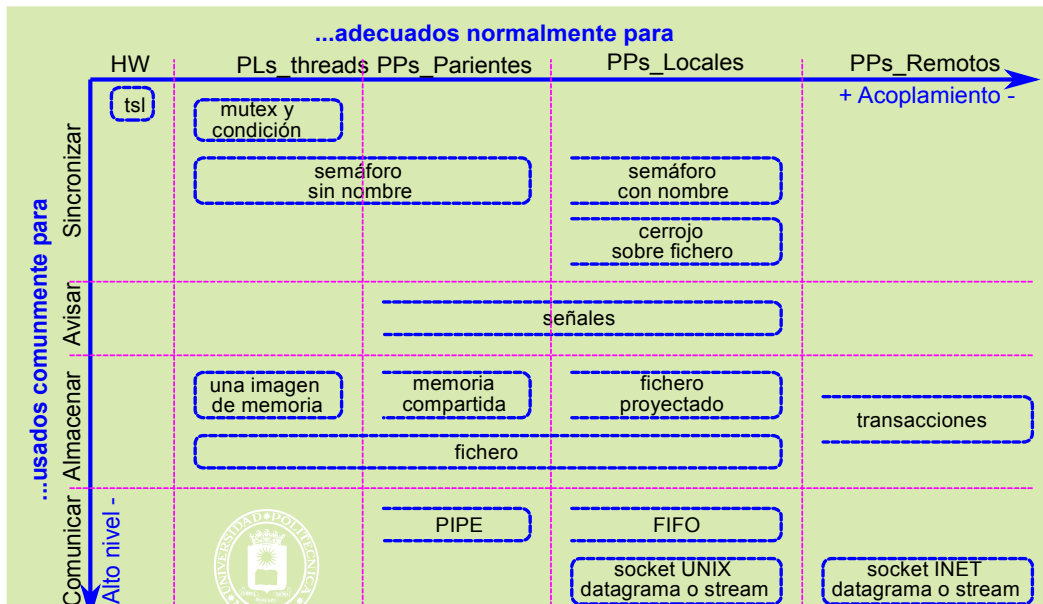 ...adecuados normalmente para
HW PLs_threads PPs_Parientes PPs_Locales PPs_Remotos
+ Acoplamiento -
...usados comunmente para
Alto nivel -
Sincronizar
tsl
mutex y
condición
semáforo
sin nombre
semáforo
con nombre
cerrojo
sobre fichero
Avisar
señales
Almacenar
una imagen
de memoria
memoria
compartida
fichero
proyectado
transacciones
fichero
Comunicar
PIPE
FIFO
socket UNIX
datagrama o stream
socket INET
datagrama o stream
UNIVERSIDAD POLITECNICA